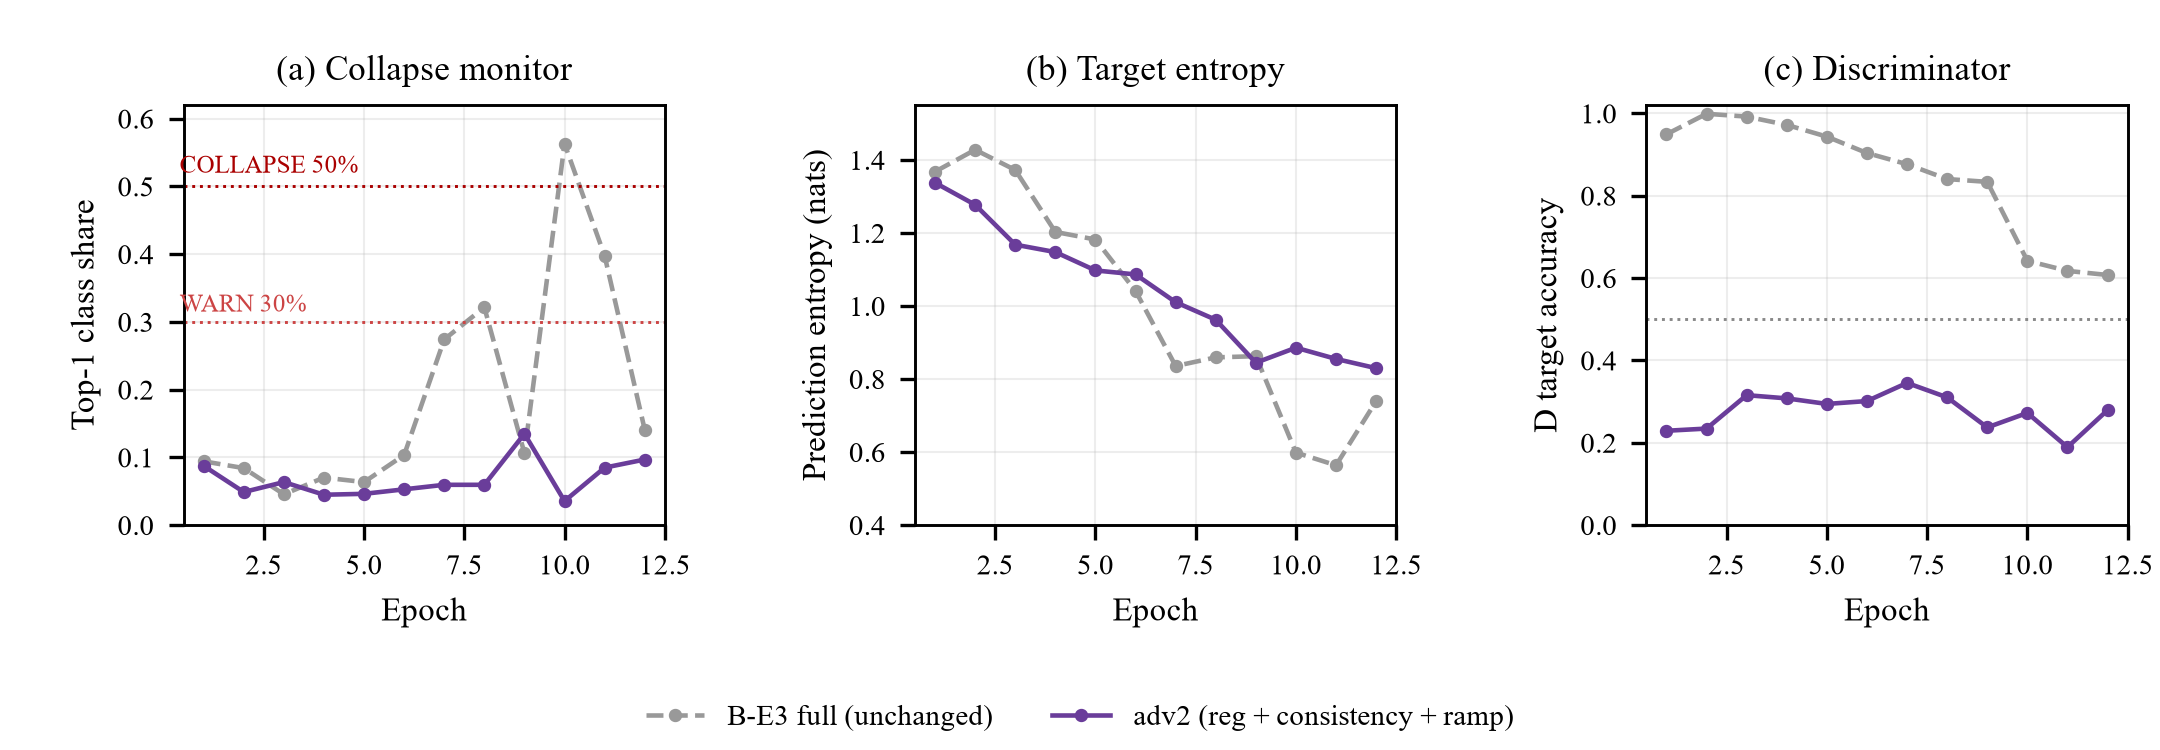 (a) Collapse monitor
0.6
0.5
0.4
0.3
0.2
0.1
0.0
COLLAPSE 50%
WARN 30%
Top-1 class share
2.5 5.0 7.5 10.0 12.5
Epoch
(b) Target entropy
1.4
1.2
1.0
0.8
0.6
0.4
Prediction entropy (nats)
2.5 5.0 7.5 10.0 12.5
Epoch
(c) Discriminator
1.0
0.8
0.6
0.4
0.2
0.0
D target accuracy
2.5 5.0 7.5 10.0 12.5
Epoch
B-E3 full (unchanged) adv2 (reg + consistency + ramp)